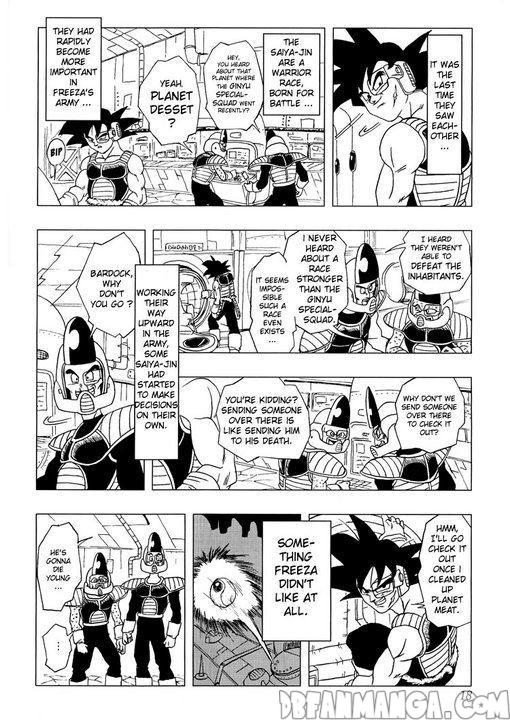 IT WAS
THE LAST
TIME THEY
SAW EACH-
OTHER
...
THE
SAIYA-JIN
ARE A
WARRIOR
RACE,
BORN FOR
BATTLE ...
HEY,
YOU HEARD
ABOUT THAT
PLANET WHERE
THE GINYU
SPECIAL-
SQUAD WENT
RECENTLY?
YEAH
PLANET
DESSET
?
THEY HAD
RAPIDLY
BECOME
MORE
IMPORTANT
IN
FREEZA'S
ARMY ...
BIP
I HEARD
THEY WEREN'T
ABLE TO
DEFEAT THE
INHABITANTS.
I NEVER
HEARD
ABOUT A
RACE
STRONGER
THAN THE
GINYU
SPECIAL-
SQUAD.
IT SEEMS
IMPOS-
SIBLE
SUCH A
RACE
EVEN
EXISTS ...
WHY DON'T WE
SEND SOMEONE
OVER THERE
TO CHECK
IT OUT?
YOU'RE KIDDING?
SENDING SOMEONE
OVER THERE IS
LIKE SENDING HIM
TO HIS DEATH.
WORKING
THEIR
WAY
UPWARD
IN THE
ARMY,
SOME
SAIYA-JIN
HAD
STARTED
TO MAKE
DECISIONS
ON THEIR
OWN.
BARDOCK,
WHY
DON'T
YOU GO ?
HMM,
I'LL GO
CHECK IT
OUT
ONCE I
CLEANED
UP
PLANET
MEAT.
SOME-
THING
FREEZA
DIDN'T
LIKE AT
ALL.
HE'S
GONNA
DIE
YOUNG ...
18
DBFANMANGA.COM